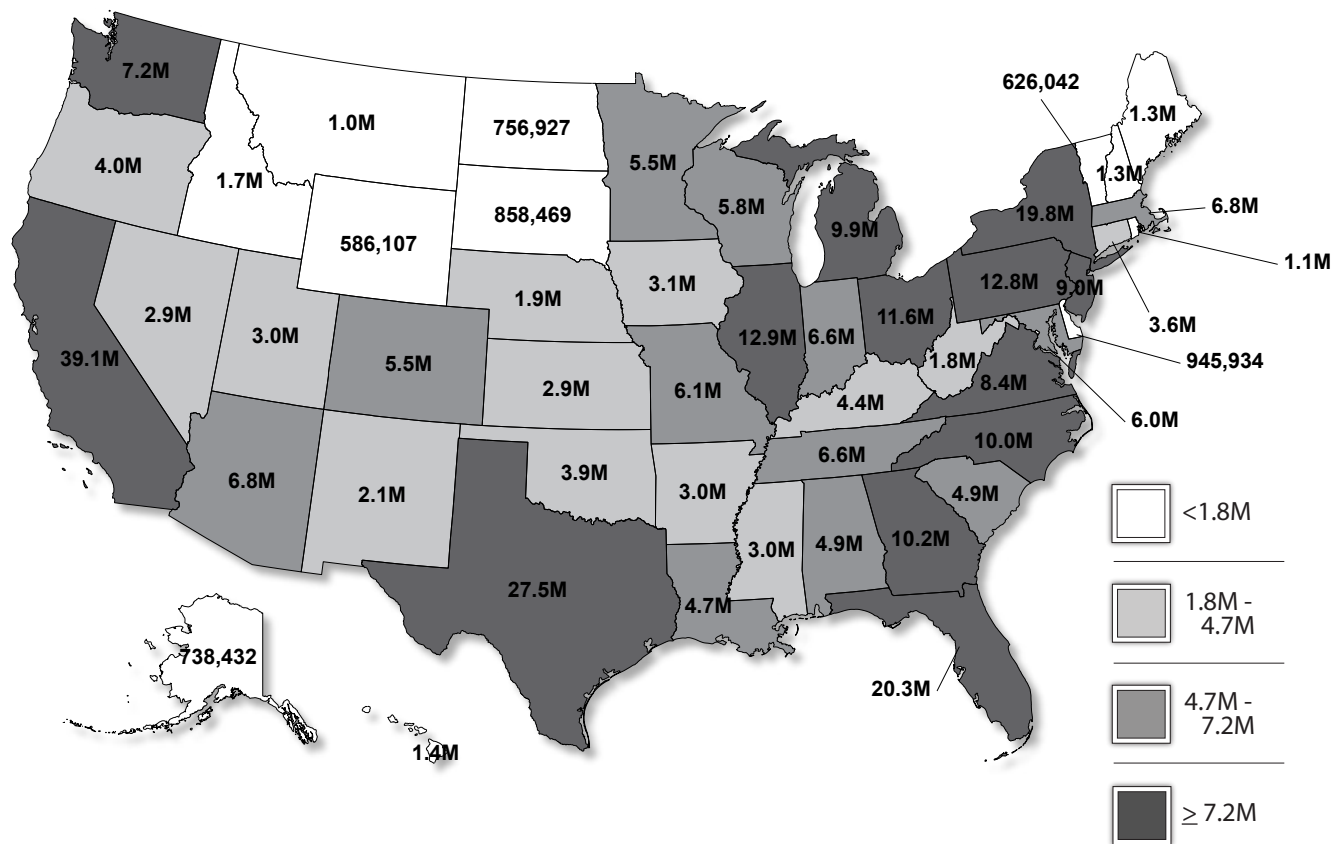 7.2M
626,042
1.3M
1.0M
756,927
4.0M
5.5M
1.7M
1.3M
5.8M
6.8M
858,469
19.8M
9.9M
586,107
1.1M
12.8M
9.0M
3.1M
1.9M
2.9M
3.0M
11.6M
3.6M
12.9M
6.6M
39.1M
5.5M
1.8M
945,934
2.9M
6.1M
8.4M
4.4M
6.0M
10.0M
6.6M
3.9M
6.8M
2.1M
3.0M
4.9M
<1.8M
10.2M
4.9M
3.0M
27.5M
4.7M
1.8M -
4.7M
738,432
20.3M
4.7M -
7.2M
1.4M
≥ 7.2M